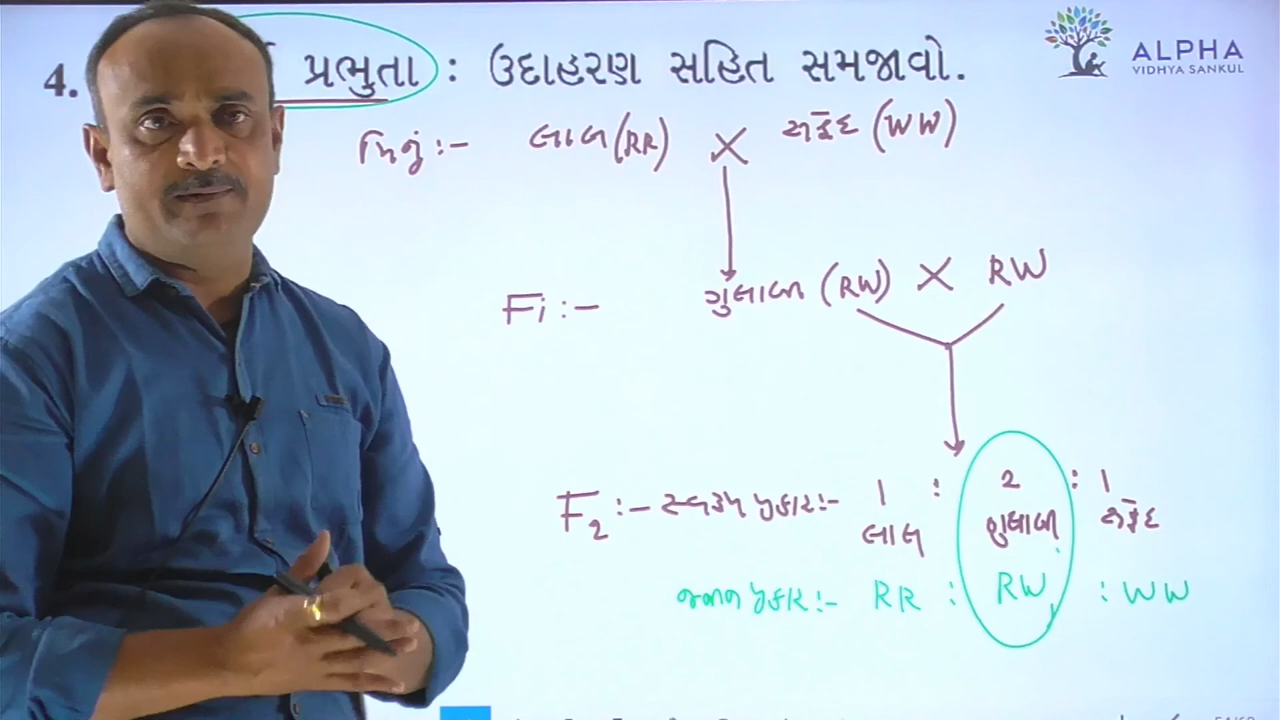 4. પ્રભુતા : ઉદાહરણ સહિત સમજાવો.
ALPHA
VIDHYA SANKUL
પિતૃ :- લાલ (RR) X સફેદ (WW)
F1 :- ગુલાબી (RW) X RW
F2 :- સ્વરૂપ પ્રકાર :- 1 : 2 : 1
લાલ ગુલાબી સફેદ
જનન પ્રકાર :- RR : RW : WW